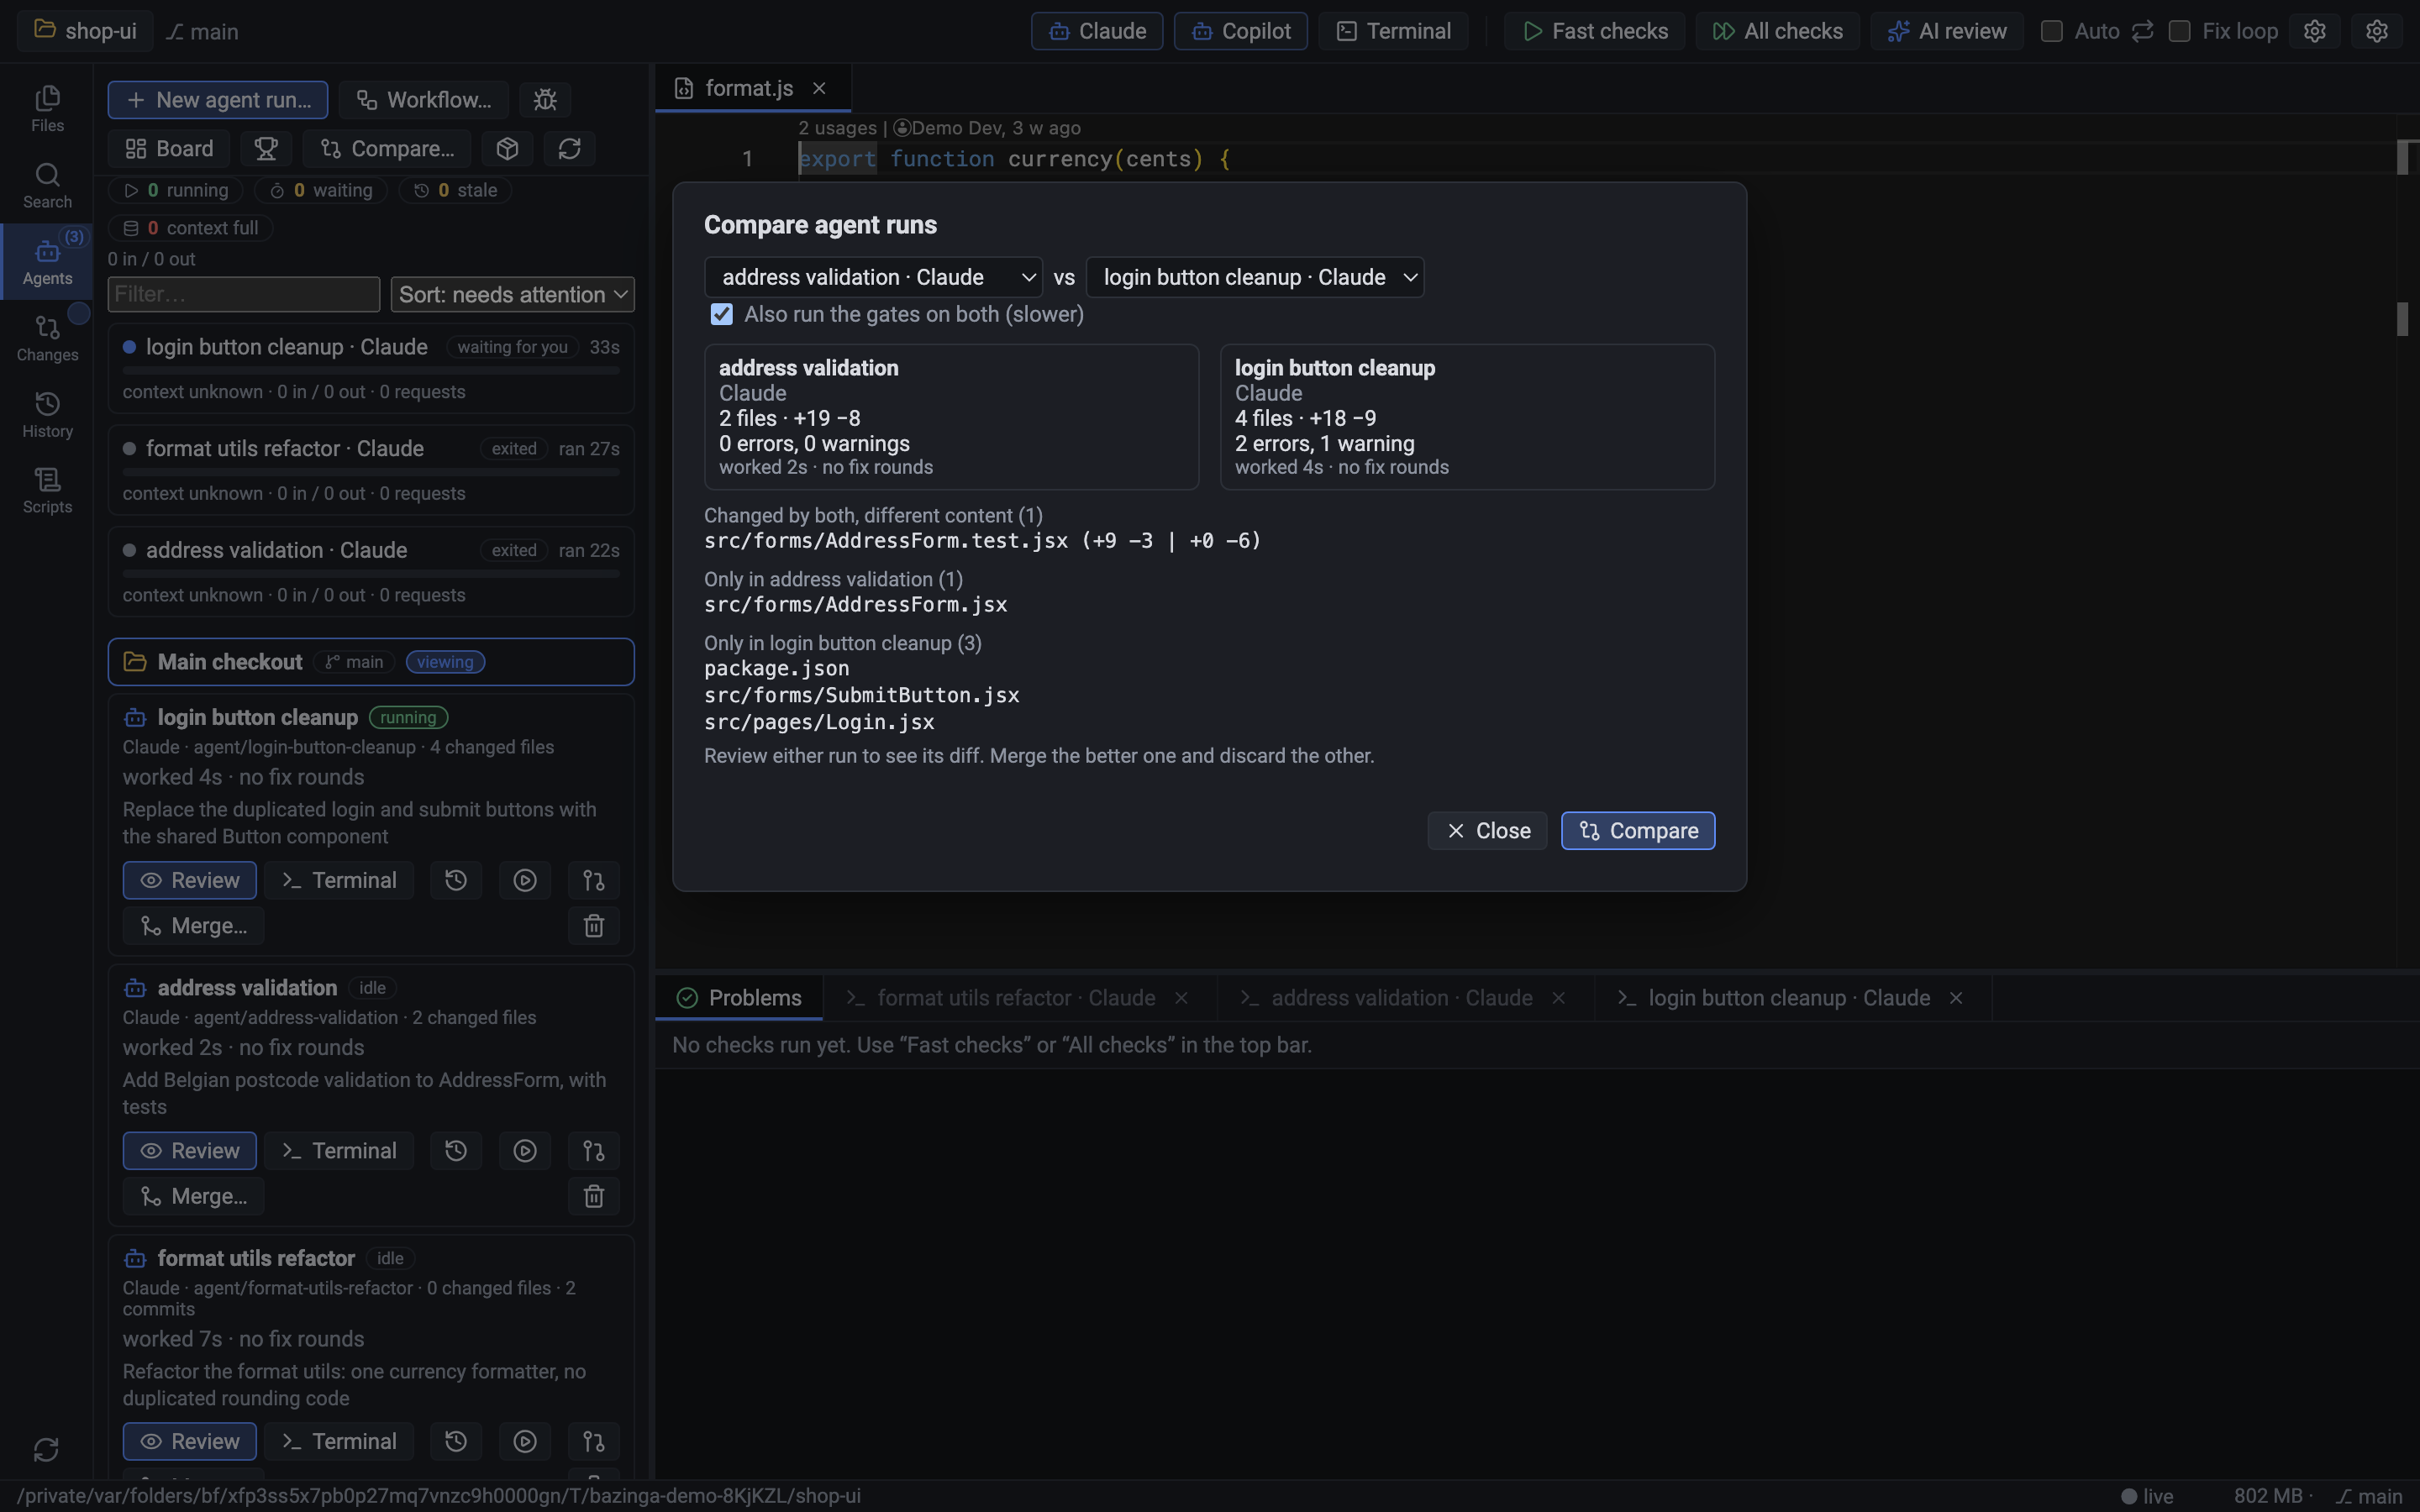 shop-ui
main
Claude
Copilot
Terminal
Fast checks
All checks
AI review
Auto
Fix loop
Files
Search
(3)
Agents
Changes
History
Scripts
New agent run…
Workflow…
Board
Compare…
0 running
0 waiting
0 stale
0 context full
0 in / 0 out
Filter…
Sort: needs attention
login button cleanup · Claude waiting for you 33s
context unknown · 0 in / 0 out · 0 requests
format utils refactor · Claude exited ran 27s
context unknown · 0 in / 0 out · 0 requests
address validation · Claude exited ran 22s
context unknown · 0 in / 0 out · 0 requests
Main checkout main viewing
login button cleanup running
Claude · agent/login-button-cleanup · 4 changed files
worked 4s · no fix rounds
Replace the duplicated login and submit buttons with
the shared Button component
Review
Terminal
Merge…
address validation idle
Claude · agent/address-validation · 2 changed files
worked 2s · no fix rounds
Add Belgian postcode validation to AddressForm, with
tests
Review
Terminal
Merge…
format utils refactor idle
Claude · agent/format-utils-refactor · 0 changed files · 2
commits
worked 7s · no fix rounds
Refactor the format utils: one currency formatter, no
duplicated rounding code
Review
Terminal
format.js
2 usages | Demo Dev, 3 w ago
1 export function currency(cents) {
Compare agent runs
address validation · Claude vs login button cleanup · Claude
Also run the gates on both (slower)
address validation
Claude
2 files · +19 −8
0 errors, 0 warnings
worked 2s · no fix rounds
login button cleanup
Claude
4 files · +18 −9
2 errors, 1 warning
worked 4s · no fix rounds
Changed by both, different content (1)
src/forms/AddressForm.test.jsx (+9 −3 | +0 −6)
Only in address validation (1)
src/forms/AddressForm.jsx
Only in login button cleanup (3)
package.json
src/forms/SubmitButton.jsx
src/pages/Login.jsx
Review either run to see its diff. Merge the better one and discard the other.
Close
Compare
Problems
format utils refactor · Claude
address validation · Claude
login button cleanup · Claude
No checks run yet. Use “Fast checks” or “All checks” in the top bar.
/private/var/folders/bf/xfp3ss5x7pb0p27mq7vnzc9h0000gn/T/bazinga-demo-8KjKZL/shop-ui
live
802 MB ·
main